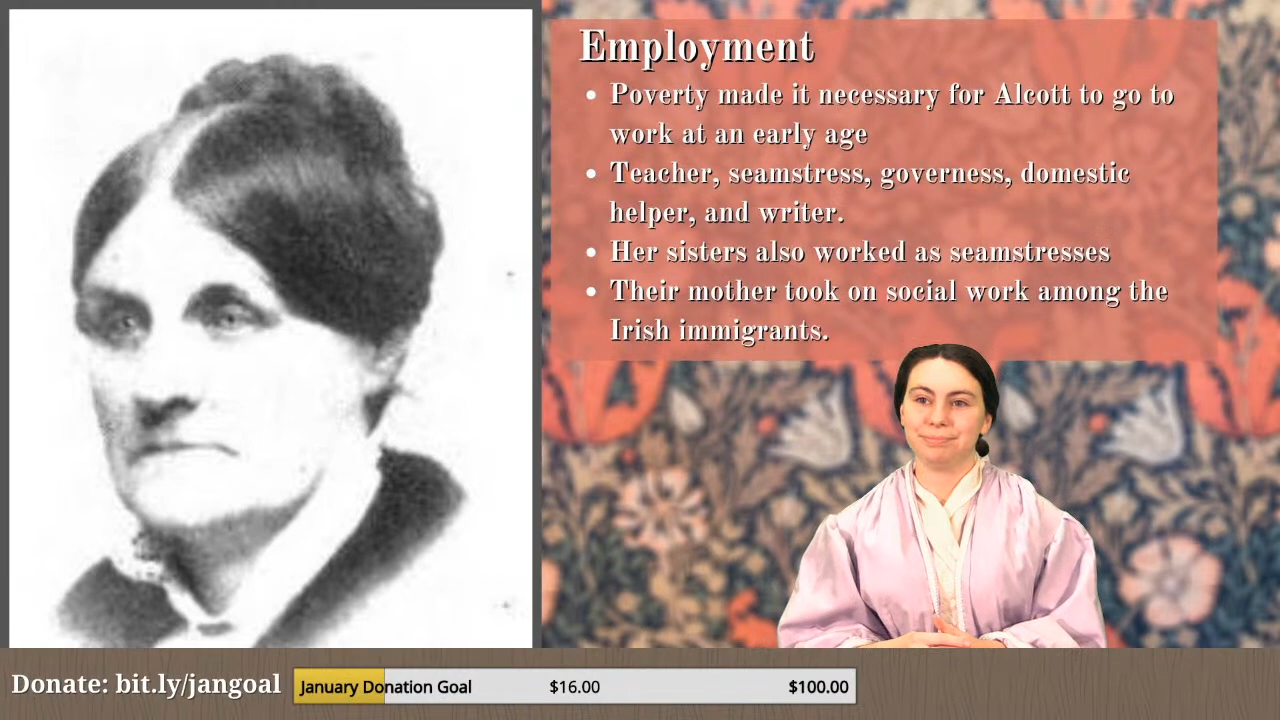 Employment
• Poverty made it necessary for Alcott to go to
work at an early age
• Teacher, seamstress, governess, domestic
helper, and writer.
• Her sisters also worked as seamstresses
• Their mother took on social work among the
Irish immigrants.
Donate: bit.ly/jangoal
January Donation Goal $16.00 $100.00